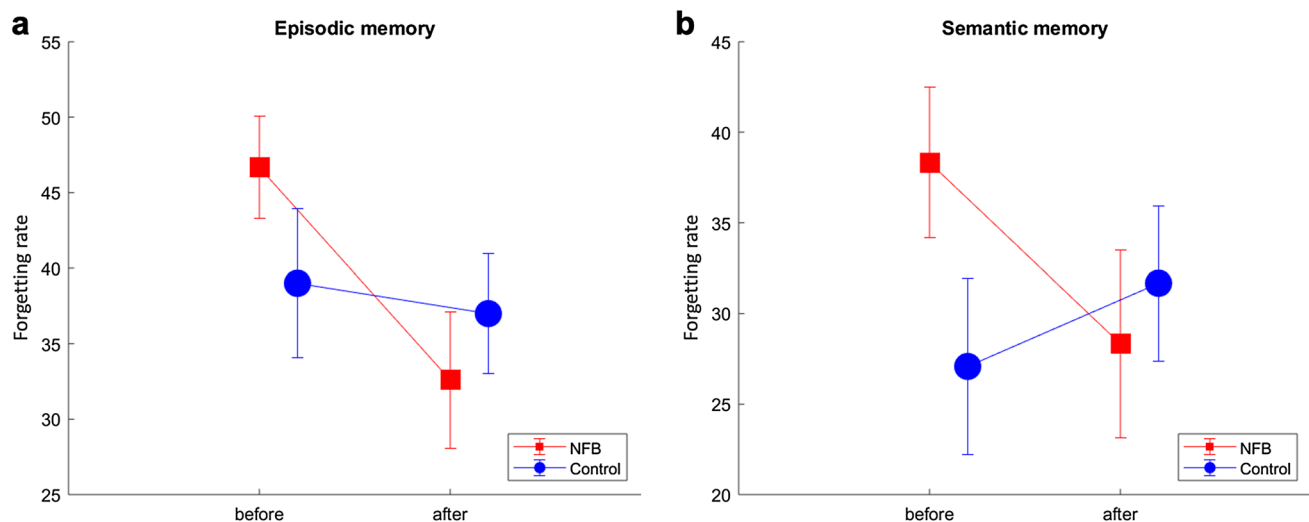 a
Episodic memory
55
50
45
40
35
30
25
Forgetting rate
before
after
NFB
Control
b
Semantic memory
45
40
35
30
25
20
Forgetting rate
before
after
NFB
Control